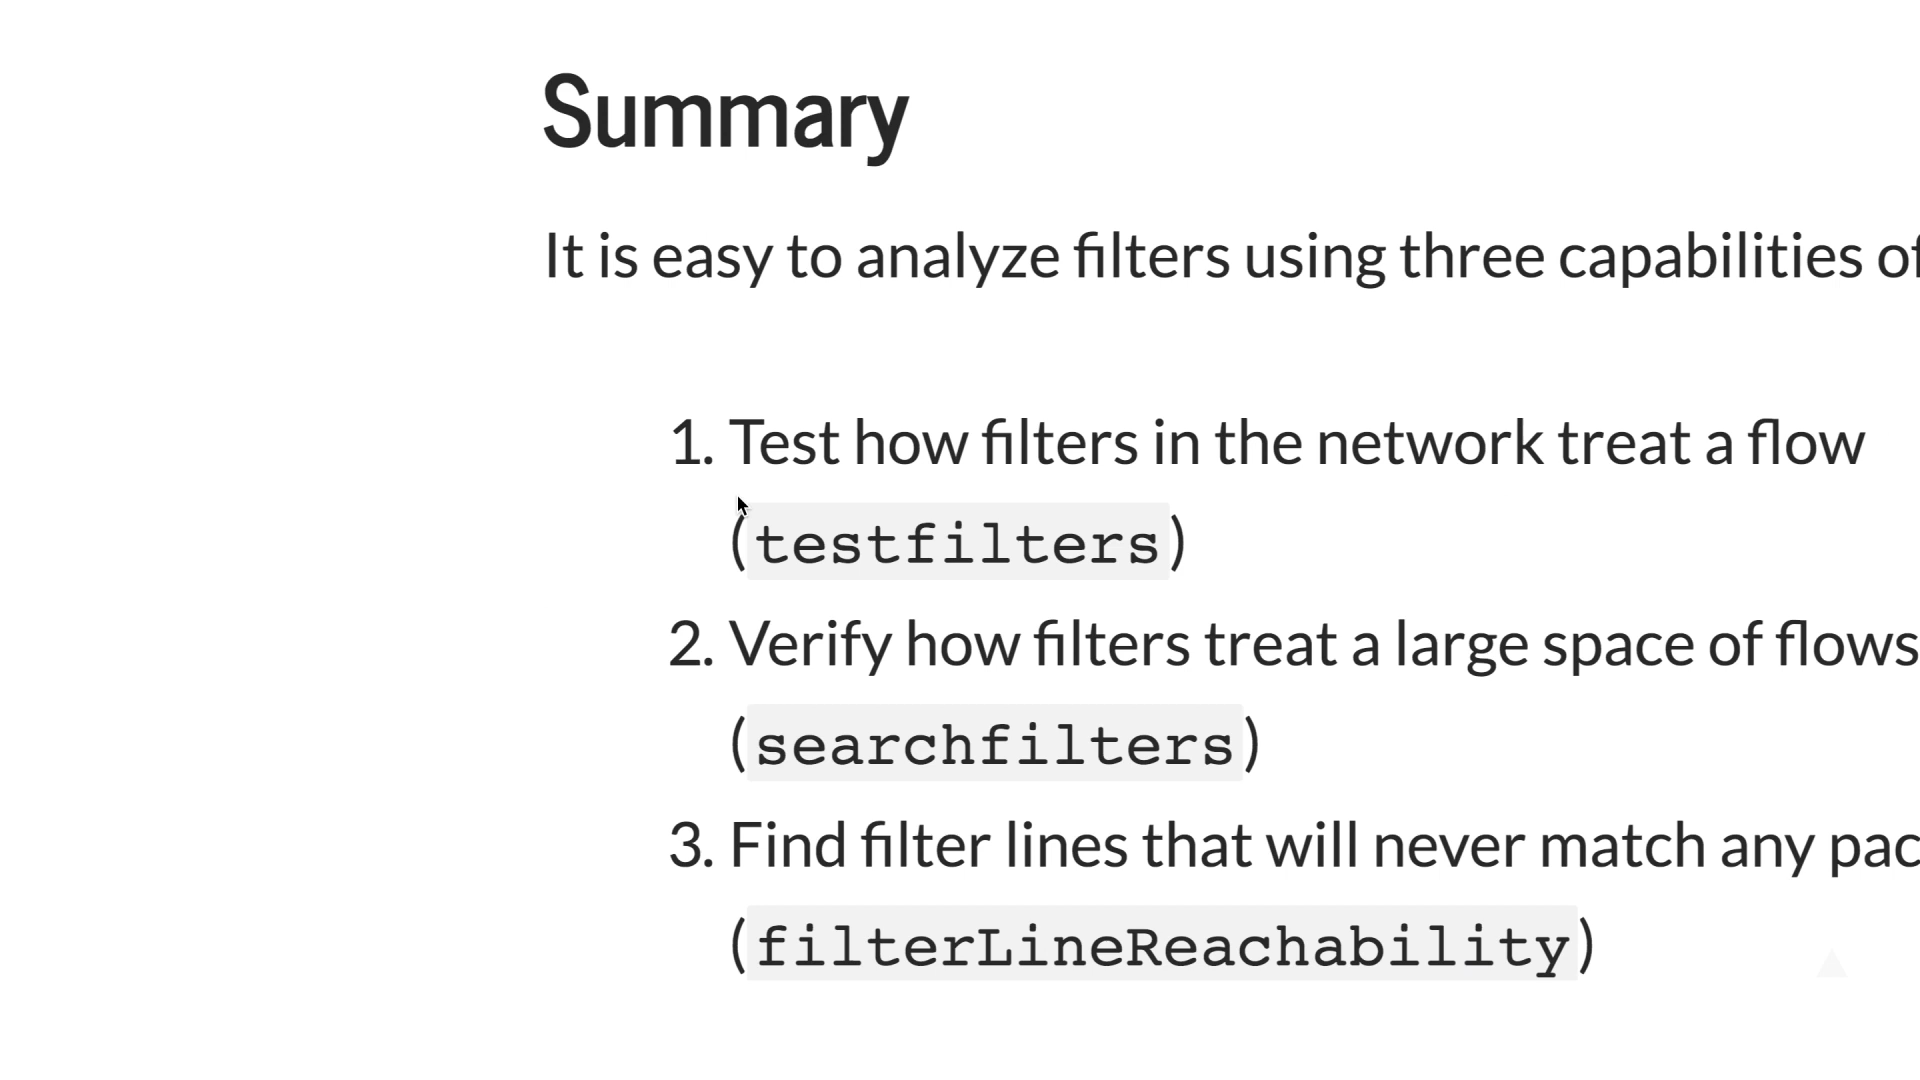 Summary
It is easy to analyze filters using three capabilities of
1. Test how filters in the network treat a flow
(testfilters)
2. Verify how filters treat a large space of flows
(searchfilters)
3. Find filter lines that will never match any
(filterLineReachability)